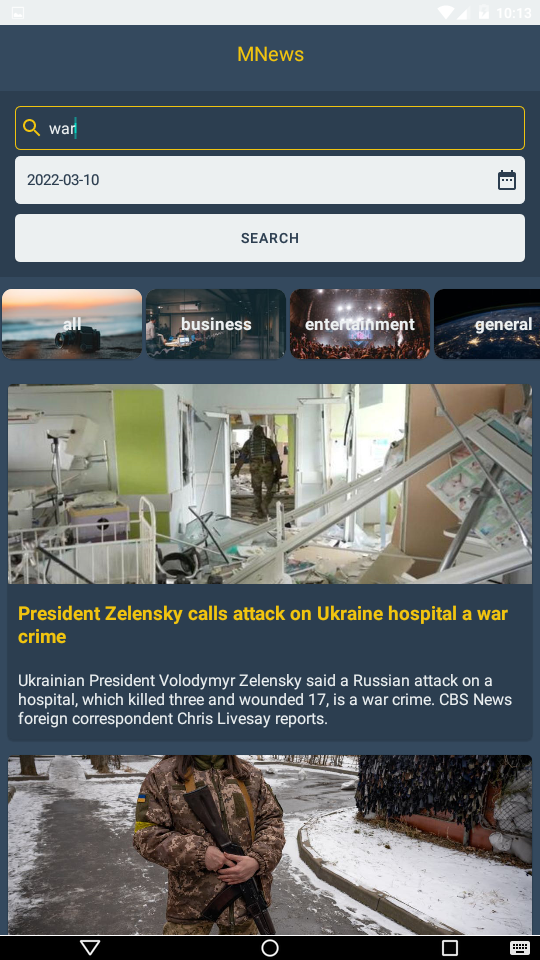 10:13
MNews
war
2022-03-10
SEARCH
all
business
entertainment
general
President Zelensky calls attack on Ukraine hospital a war
crime
Ukrainian President Volodymyr Zelensky said a Russian attack on a
hospital, which killed three and wounded 17, is a war crime. CBS News
foreign correspondent Chris Livesay reports.